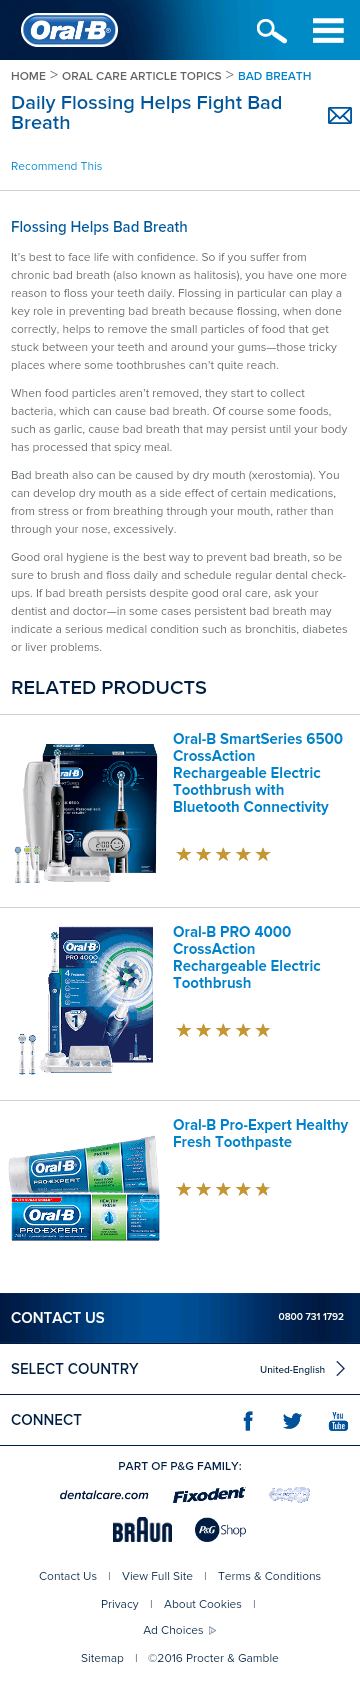 Oral-B
HOME > ORAL CARE ARTICLE TOPICS > BAD BREATH
Daily Flossing Helps Fight Bad
Breath
Recommend This
Flossing Helps Bad Breath
It's best to face life with confidence. So if you suffer from
chronic bad breath (also known as halitosis), you have one more
reason to floss your teeth daily. Flossing in particular can play a
key role in preventing bad breath because flossing, when done
correctly, helps to remove the small particles of food that get
stuck between your teeth and around your gums—those tricky
places where some toothbrushes can't quite reach.
When food particles aren't removed, they start to collect
bacteria, which can cause bad breath. Of course some foods,
such as garlic, cause bad breath that may persist until your body
has processed that spicy meal.
Bad breath also can be caused by dry mouth (xerostomia). You
can develop dry mouth as a side effect of certain medications,
from stress or from breathing through your mouth, rather than
through your nose, excessively.
Good oral hygiene is the best way to prevent bad breath, so be
sure to brush and floss daily and schedule regular dental check-
ups. If bad breath persists despite good oral care, ask your
dentist and doctor—in some cases persistent bad breath may
indicate a serious medical condition such as bronchitis, diabetes
or liver problems.
RELATED PRODUCTS
Oral-B
Oral-B SmartSeries 6500
CrossAction
Rechargeable Electric
Toothbrush with
Bluetooth Connectivity
Oral-B
PRO 4000
Oral-B PRO 4000
CrossAction
Rechargeable Electric
Toothbrush
Oral-B
PRO-EXPERT
HEALTHY
FRESH
Oral-B
PRO-EXPERT
HEALTHY
FRESH
Oral-B Pro-Expert Healthy
Fresh Toothpaste
CONTACT US 0800 731 1792
SELECT COUNTRY United-English
CONNECT You Tube
PART OF P&G FAMILY:
dentalcare.com Fixodent
BRAUN P&G Shop
Contact Us | View Full Site | Terms & Conditions
Privacy | About Cookies |
Ad Choices
Sitemap | ©2016 Procter & Gamble